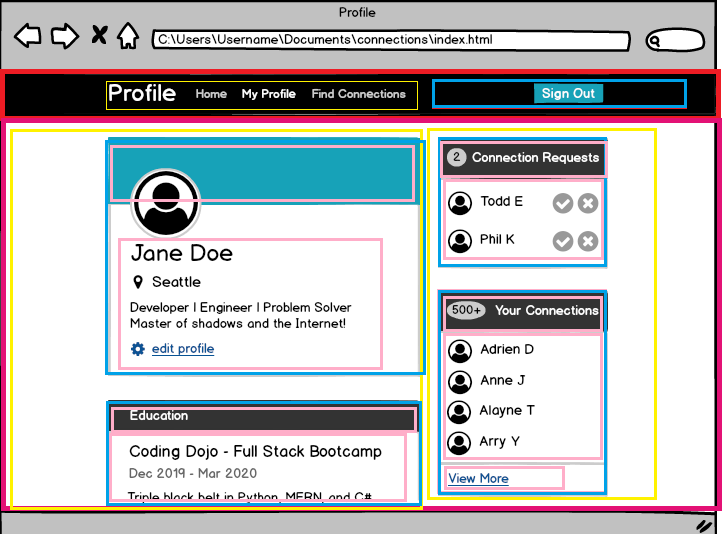 Profile
C:\Users\Username\Documents\connections\index.html
Profile Home My Profile Find Connections Sign Out
Jane Doe
Seattle
Developer | Engineer | Problem Solver
Master of shadows and the Internet!
edit profile
Education
Coding Dojo - Full Stack Bootcamp
Dec 2019 - Mar 2020
Triple black belt in Python, MERN, and C#
2 Connection Requests
Todd E
Phil K
500+ Your Connections
Adrien D
Anne J
Alayne T
Arry Y
View More